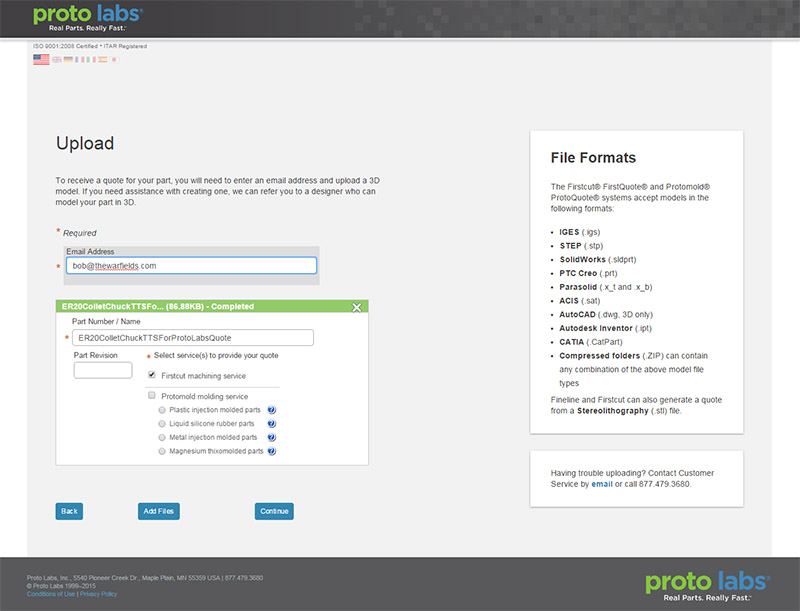 proto labs®
Real Parts. Really Fast.™
ISO 9001:2008 Certified * ITAR Registered
Upload
To receive a quote for your part, you will need to enter an email address and upload a 3D
model. If you need assistance with creating one, we can refer you to a designer who can
model your part in 3D.
* Required
Email Address
* bob@thewarfields.com
ER20ColletChuckTTSFo... (86.88KB) - Completed
Part Number / Name
* ER20ColletChuckTTSForProtoLabsQuote
Part Revision
* Select service(s) to provide your quote
Firstcut machining service
Protomold molding service
Plastic injection molded parts ?
Liquid silicone rubber parts ?
Metal injection molded parts ?
Magnesium thixomolded parts ?
Back
Add Files
Continue
File Formats
The Firstcut® FirstQuote® and Protomold®
ProtoQuote® systems accept models in the
following formats:
• IGES (.igs)
• STEP (.stp)
• SolidWorks (.sldprt)
• PTC Creo (.prt)
• Parasolid (.x_t and .x_b)
• ACIS (.sat)
• AutoCAD (.dwg, 3D only)
• Autodesk Inventor (.ipt)
• CATIA (.CatPart)
• Compressed folders (.ZIP) can contain
any combination of the above model file
types
Fineline and Firstcut can also generate a quote
from a Stereolithography (.stl) file.
Having trouble uploading? Contact Customer
Service by email or call 877.479.3680.
Proto Labs, Inc., 5540 Pioneer Creek Dr., Maple Plain, MN 55359 USA | 877.479.3680
© Proto Labs 1999–2015
Conditions of Use | Privacy Policy
proto labs®
Real Parts. Really Fast.™